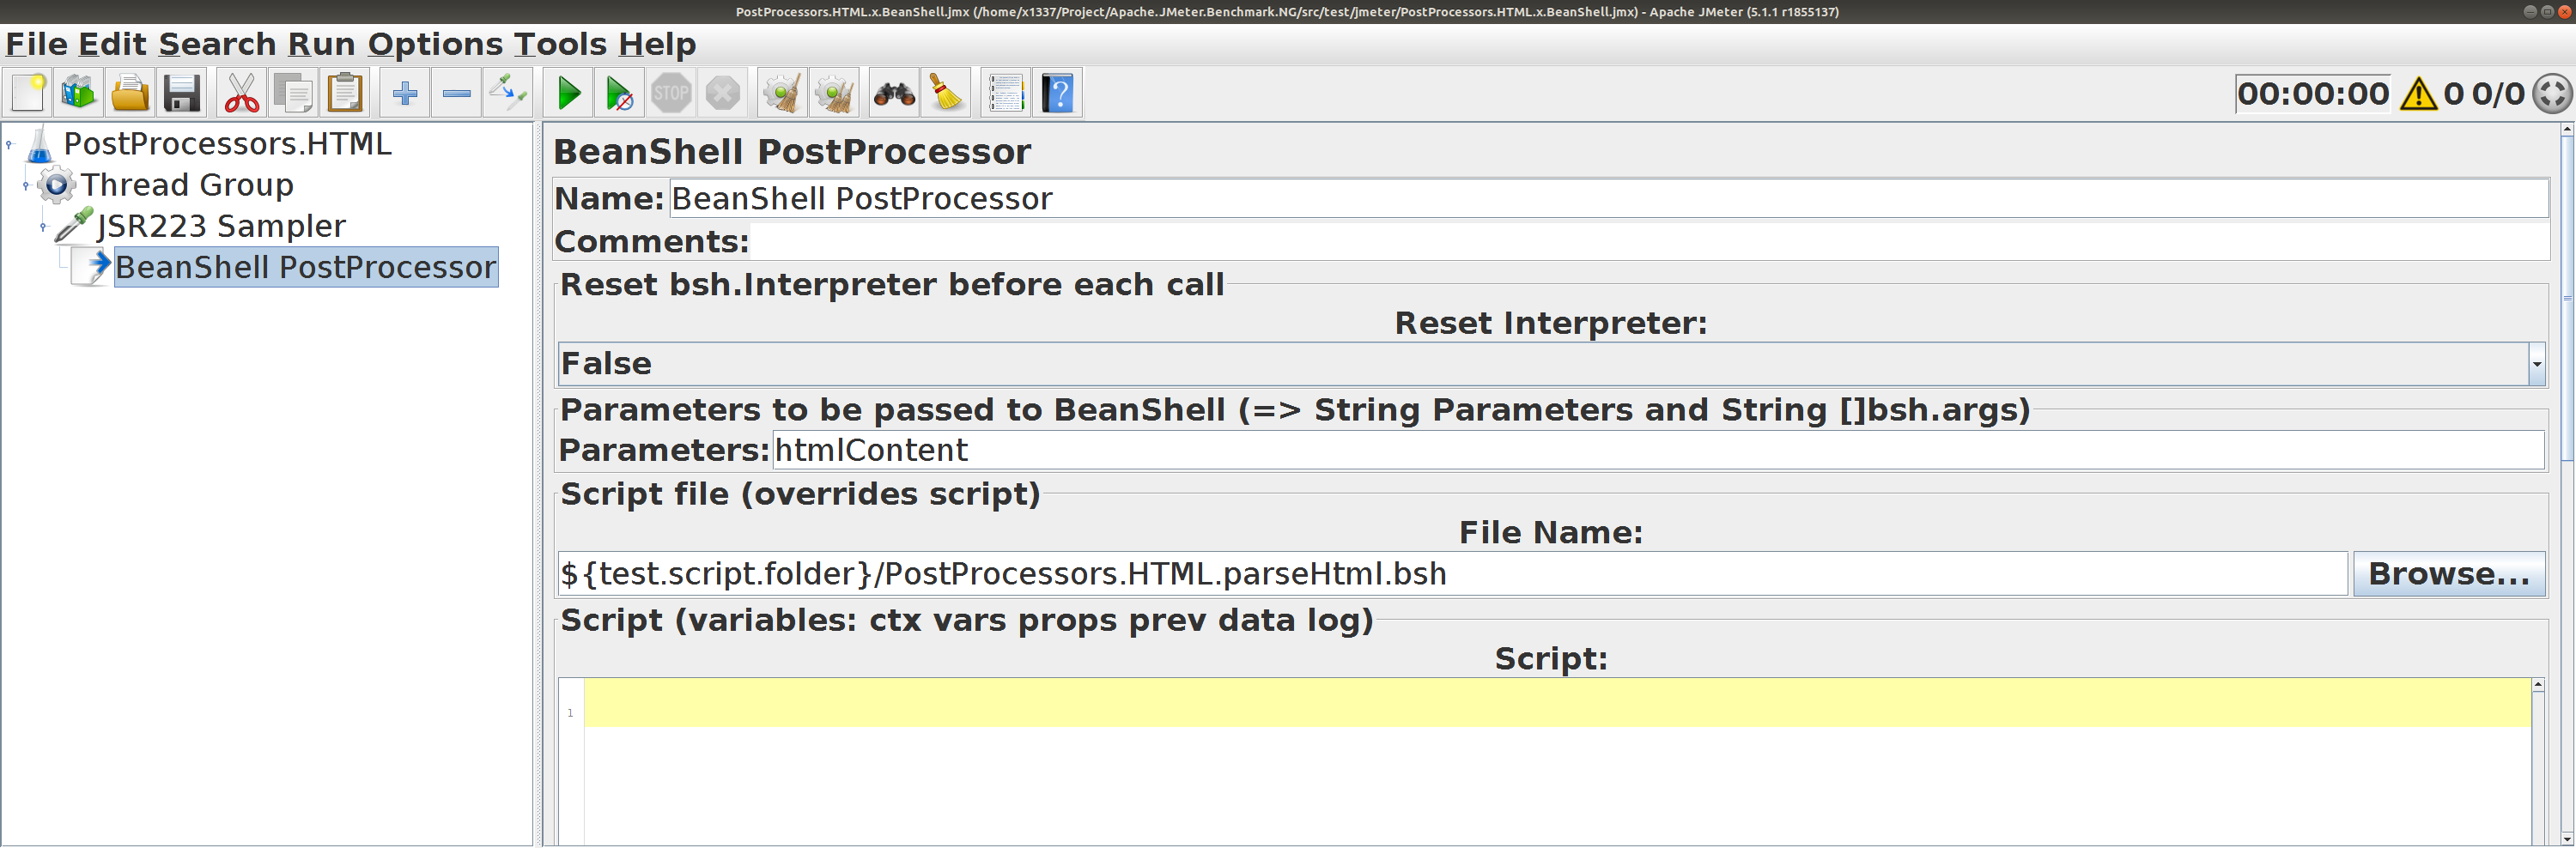 PostProcessors.HTML.x.BeanShell.jmx (/home/x1337/Project/Apache.JMeter.Benchmark.NG/src/test/jmeter/PostProcessors.HTML.x.BeanShell.jmx) - Apache JMeter (5.1.1 r1855137)
File Edit Search Run Options Tools Help
STOP
00:00:00 0 0/0
PostProcessors.HTML
Thread Group
JSR223 Sampler
BeanShell PostProcessor
BeanShell PostProcessor
Name: BeanShell PostProcessor
Comments:
Reset bsh.Interpreter before each call
Reset Interpreter:
False
Parameters to be passed to BeanShell (=> String Parameters and String []bsh.args)
Parameters: htmlContent
Script file (overrides script)
File Name:
${test.script.folder}/PostProcessors.HTML.parseHtml.bsh Browse...
Script (variables: ctx vars props prev data log)
Script:
1